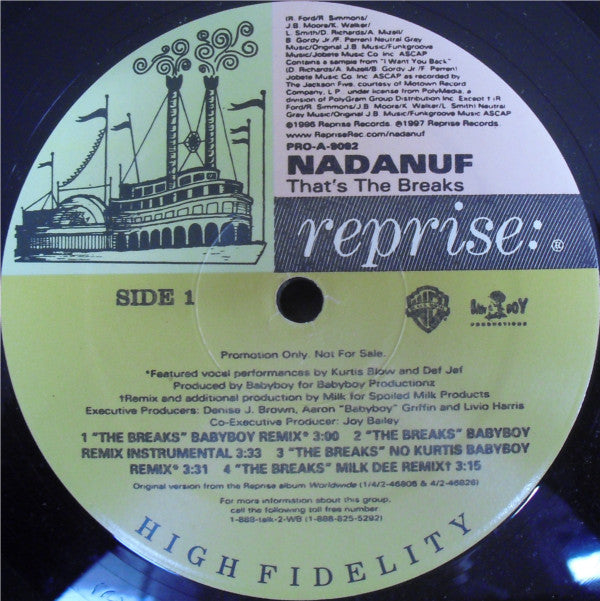 (R. Ford/R. Simmons/
J.B. Moore/K. Walker/
L. Smith/D. Richards/A. Mizell/
B. Gordy Jr./F. Perren) Neutral Gray
Music/Original J.B. Music/Funkgroove
Music/Jobete Music Co. Inc. ASCAP
Contains a sample from "I Want You Back"
(D. Richards/A. Mizell/B. Gordy Jr./F. Perren)
Jobete Music Co. Inc. ASCAP as recorded by
The Jackson Five, courtesy of Motown Record
Company, L.P. under license from PolyMedia, a
division of PolyGram Group Distribution Inc. Except † (R.
Ford/R. Simmons/J.B. Moore/K. Walker/L. Smith) Neutral
Gray Music/Original J.B. Music/Funkgroove Music/ASCAP
℗1996 Reprise Records. ©1997 Reprise Records.
www.RepriseRec.com/nadanuf
PRO-A-9082
NADANUF
That's The Breaks
reprise: ®
SIDE 1
Promotion Only. Not For Sale.
*Featured vocal performances by Kurtis Blow and Def Jef
Produced by Babyboy for Babyboy Productionz
†Remix and additional production by Milk for Spoiled Milk Products
Executive Producers: Denise J. Brown, Aaron "Babyboy" Griffin and Livio Harris
Co-Executive Producer: Joy Bailey
1 "THE BREAKS" BABYBOY REMIX* 3:00 2 "THE BREAKS" BABYBOY
REMIX INSTRUMENTAL 3:33 3 "THE BREAKS" NO KURTIS BABYBOY
REMIX* 3:31 4 "THE BREAKS" MILK DEE REMIX† 3:15
Original version from the Reprise album Worldwide (1/4/2-46806 & 4/2-46826)
For more information about this group,
call the following toll free number:
1-888-talk-2-WB (1-888-825-5292)
HIGH FIDELITY